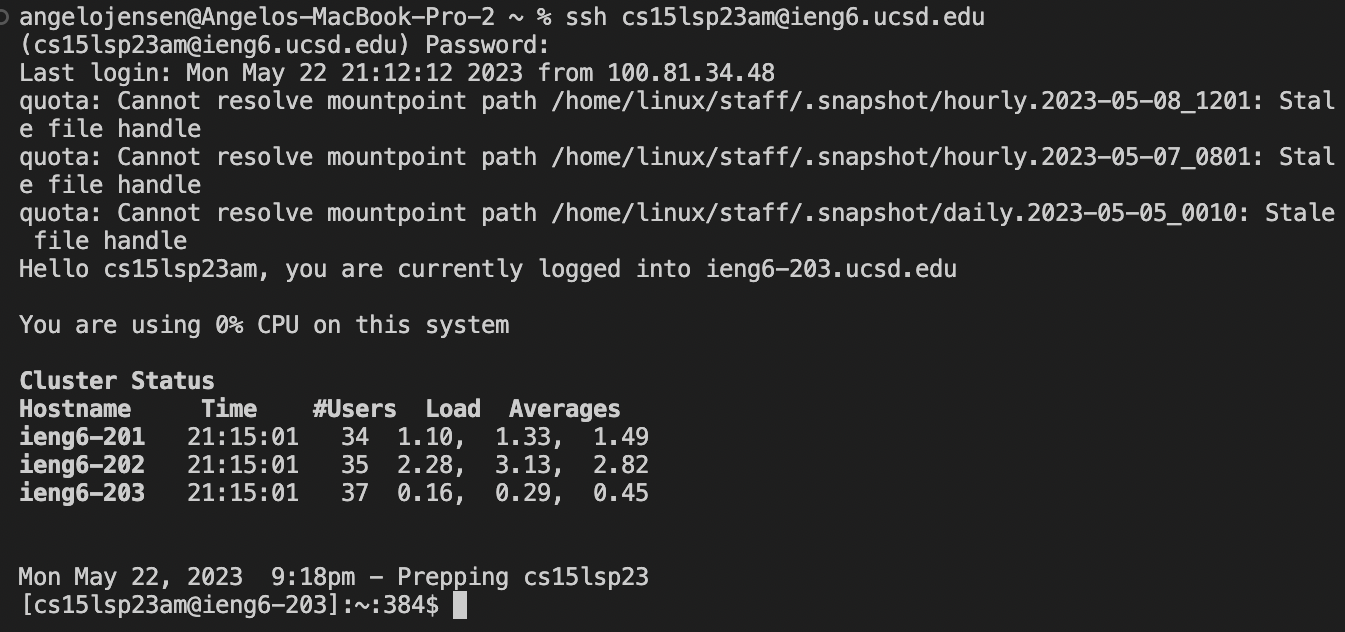 angelojensen@Angelos-MacBook-Pro-2 ~ % ssh cs15lsp23am@ieng6.ucsd.edu
(cs15lsp23am@ieng6.ucsd.edu) Password:
Last login: Mon May 22 21:12:12 2023 from 100.81.34.48
quota: Cannot resolve mountpoint path /home/linux/staff/.snapshot/hourly.2023-05-08_1201: Stal
e file handle
quota: Cannot resolve mountpoint path /home/linux/staff/.snapshot/hourly.2023-05-07_0801: Stal
e file handle
quota: Cannot resolve mountpoint path /home/linux/staff/.snapshot/daily.2023-05-05_0010: Stale
 file handle
Hello cs15lsp23am, you are currently logged into ieng6-203.ucsd.edu

You are using 0% CPU on this system

Cluster Status
Hostname     Time    #Users  Load  Averages
ieng6-201   21:15:01   34  1.10,  1.33,  1.49
ieng6-202   21:15:01   35  2.28,  3.13,  2.82
ieng6-203   21:15:01   37  0.16,  0.29,  0.45


Mon May 22, 2023  9:18pm - Prepping cs15lsp23
[cs15lsp23am@ieng6-203]:~:384$